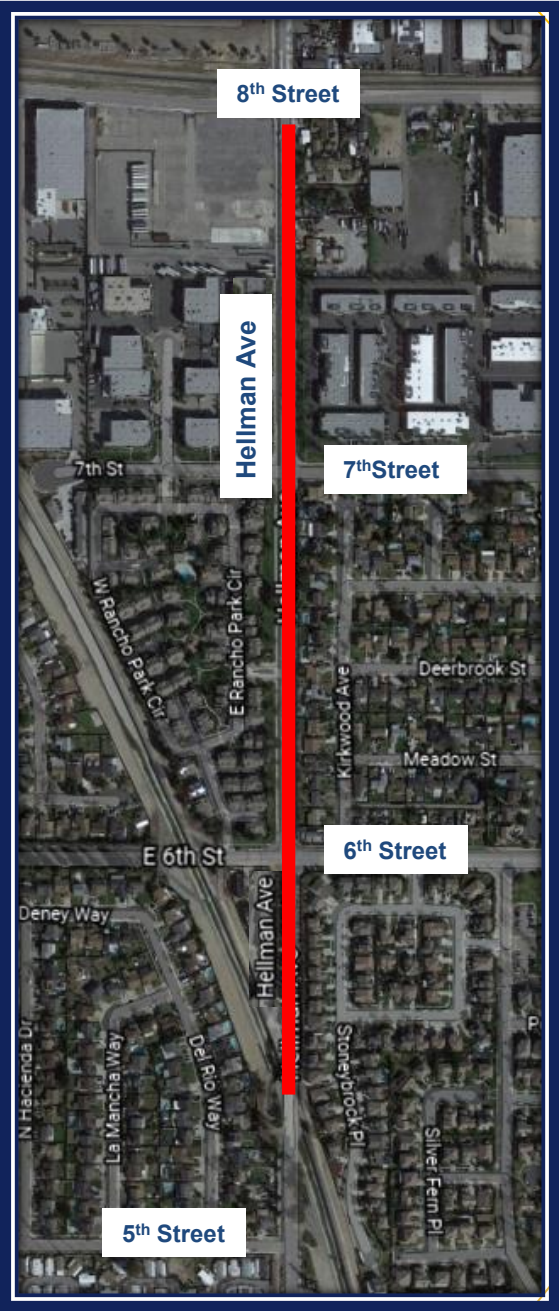 8th Street
Hellman Ave
7th St
7thStreet
W Rancho Park Cir
E Rancho Park Cir
Deerbrook St
Kirkwood Ave
Meadow St
E 6th St
6th Street
Hellman Ave
Deney Way
N Hacienda Dr
La Mancha Way
Del Rio Way
Stoneybrook Pl
Silver Fern Pl
5th Street